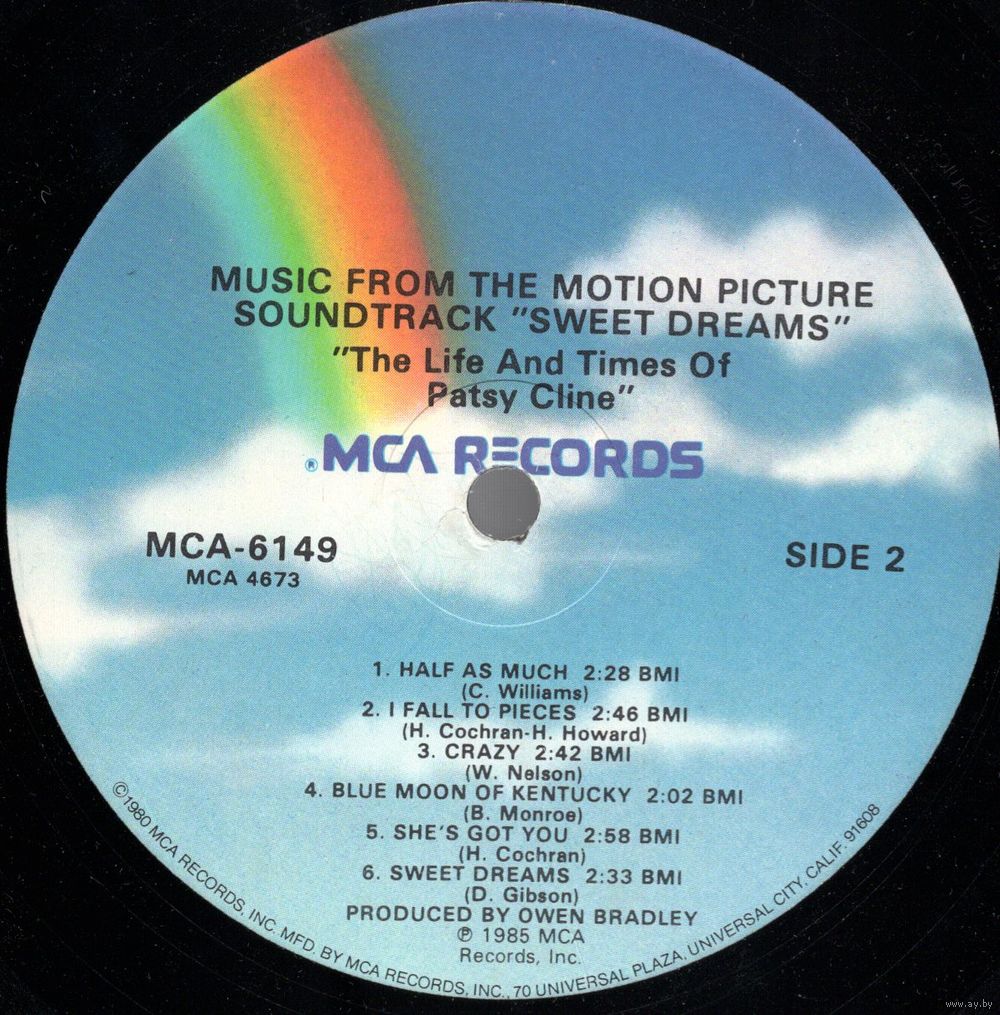 MUSIC FROM THE MOTION PICTURE
SOUNDTRACK "SWEET DREAMS"
"The Life And Times Of
Patsy Cline"
®MCA RECORDS
MCA-6149
MCA 4673
SIDE 2
1. HALF AS MUCH 2:28 BMI
(C. Williams)
2. I FALL TO PIECES 2:46 BMI
(H. Cochran-H. Howard)
3. CRAZY 2:42 BMI
(W. Nelson)
4. BLUE MOON OF KENTUCKY 2:02 BMI
(B. Monroe)
5. SHE'S GOT YOU 2:58 BMI
(H. Cochran)
6. SWEET DREAMS 2:33 BMI
(D. Gibson)
PRODUCED BY OWEN BRADLEY
℗ 1985 MCA
Records, Inc.
©1980 MCA RECORDS, INC. MFD. BY MCA RECORDS, INC., 70 UNIVERSAL PLAZA, UNIVERSAL CITY, CALIF. 91608
www.ay.by